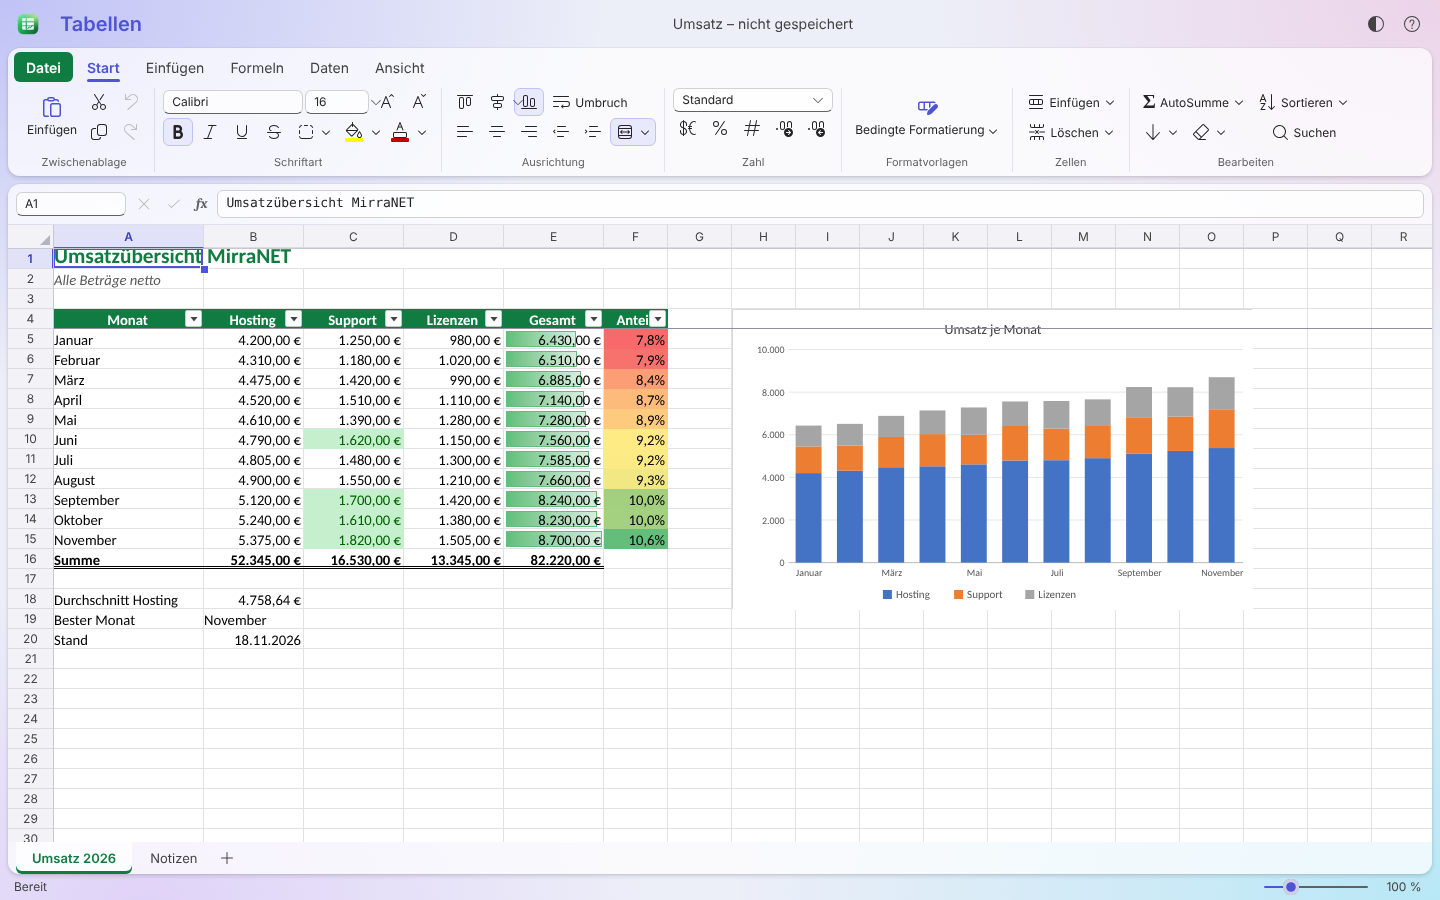 Tabellen
Umsatz – nicht gespeichert
Datei Start Einfügen Formeln Daten Ansicht
Einfügen
Zwischenablage
Calibri 16
Schriftart
Umbruch
Ausrichtung
Standard
Zahl
Bedingte Formatierung
Formatvorlagen
Einfügen
Löschen
Zellen
AutoSumme Sortieren
Suchen
Bearbeiten
A1 fx Umsatzübersicht MirraNET
A B C D E F G H I J K L M N O P Q R
1 Umsatzübersicht MirraNET
2 Alle Beträge netto
3
4 Monat Hosting Support Lizenzen Gesamt Antei
5 Januar 4.200,00 € 1.250,00 € 980,00 € 6.430,00 € 7,8%
6 Februar 4.310,00 € 1.180,00 € 1.020,00 € 6.510,00 € 7,9%
7 März 4.475,00 € 1.420,00 € 990,00 € 6.885,00 € 8,4%
8 April 4.520,00 € 1.510,00 € 1.110,00 € 7.140,00 € 8,7%
9 Mai 4.610,00 € 1.390,00 € 1.280,00 € 7.280,00 € 8,9%
10 Juni 4.790,00 € 1.620,00 € 1.150,00 € 7.560,00 € 9,2%
11 Juli 4.805,00 € 1.480,00 € 1.300,00 € 7.585,00 € 9,2%
12 August 4.900,00 € 1.550,00 € 1.210,00 € 7.660,00 € 9,3%
13 September 5.120,00 € 1.700,00 € 1.420,00 € 8.240,00 € 10,0%
14 Oktober 5.240,00 € 1.610,00 € 1.380,00 € 8.230,00 € 10,0%
15 November 5.375,00 € 1.820,00 € 1.505,00 € 8.700,00 € 10,6%
16 Summe 52.345,00 € 16.530,00 € 13.345,00 € 82.220,00 €
17
18 Durchschnitt Hosting 4.758,64 €
19 Bester Monat November
20 Stand 18.11.2026
21
22
23
24
25
26
27
28
29
30
Umsatz je Monat
10.000
8.000
6.000
4.000
2.000
0
Januar März Mai Juli September November
Hosting Support Lizenzen
Umsatz 2026 Notizen
Bereit
100 %